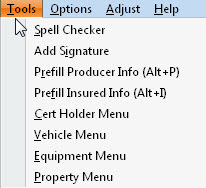 Tools Options Adjust Help
Spell Checker
Add Signature
Prefill Producer Info (Alt+P)
Prefill Insured Info (Alt+I)
Cert Holder Menu
Vehicle Menu
Equipment Menu
Property Menu